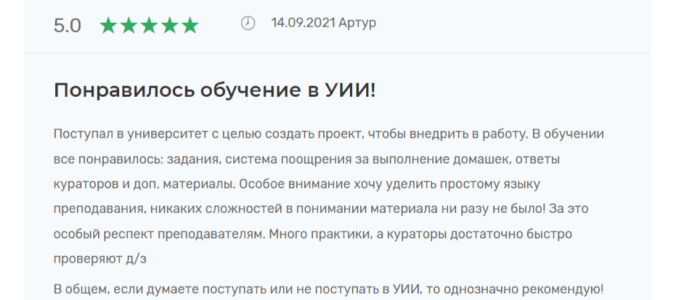 5.0 14.09.2021 Артур
Понравилось обучение в УИИ!
Поступал в университет с целью создать проект, чтобы внедрить в работу. В обучении
все понравилось: задания, система поощрения за выполнение домашек, ответы
кураторов и доп. материалы. Особое внимание хочу уделить простому языку
преподавания, никаких сложностей в понимании материала ни разу не было! За это
особый респект преподавателям. Много практики, а кураторы достаточно быстро
проверяют д/з
В общем, если думаете поступать или не поступать в УИИ, то однозначно рекомендую!